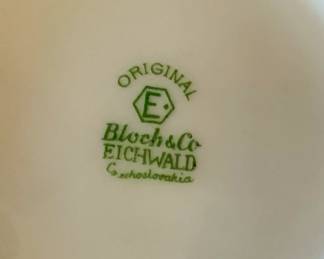 ORIGINAL
E.
Bloch & Co
EICHWALD
Czechoslovakia